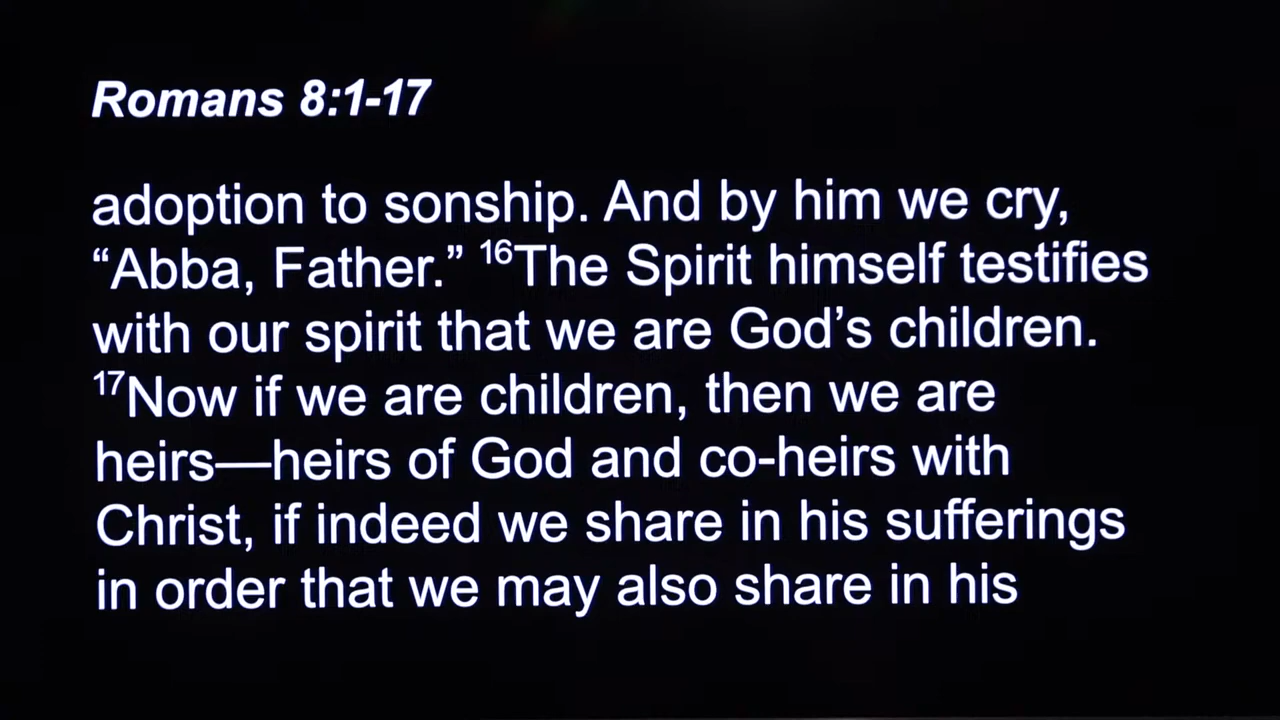 Romans 8:1-17
adoption to sonship. And by him we cry,
“Abba, Father.” ¹⁶The Spirit himself testifies
with our spirit that we are God’s children.
¹⁷Now if we are children, then we are
heirs—heirs of God and co-heirs with
Christ, if indeed we share in his sufferings
in order that we may also share in his